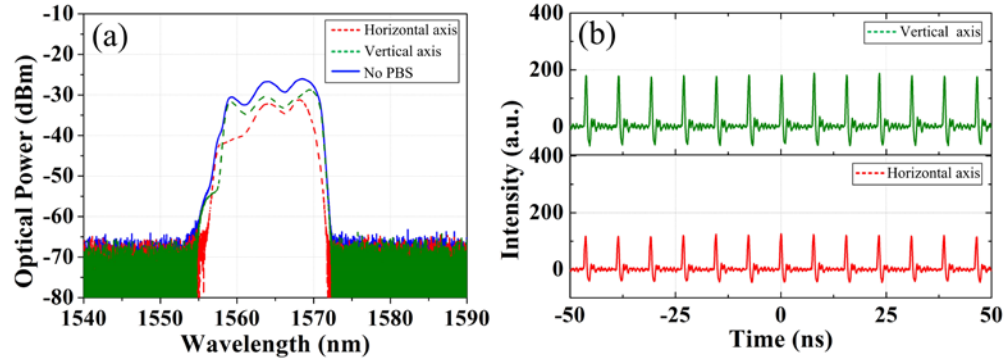 (a)
Horizontal axis
Vertical axis
No PBS
Optical Power (dBm)
-10
-20
-30
-40
-50
-60
-70
-80
1540
1550
1560
1570
1580
1590
Wavelength (nm)
(b)
Vertical axis
Horizontal axis
Intensity (a.u.)
400
200
0
400
200
0
-50
-25
0
25
50
Time (ns)